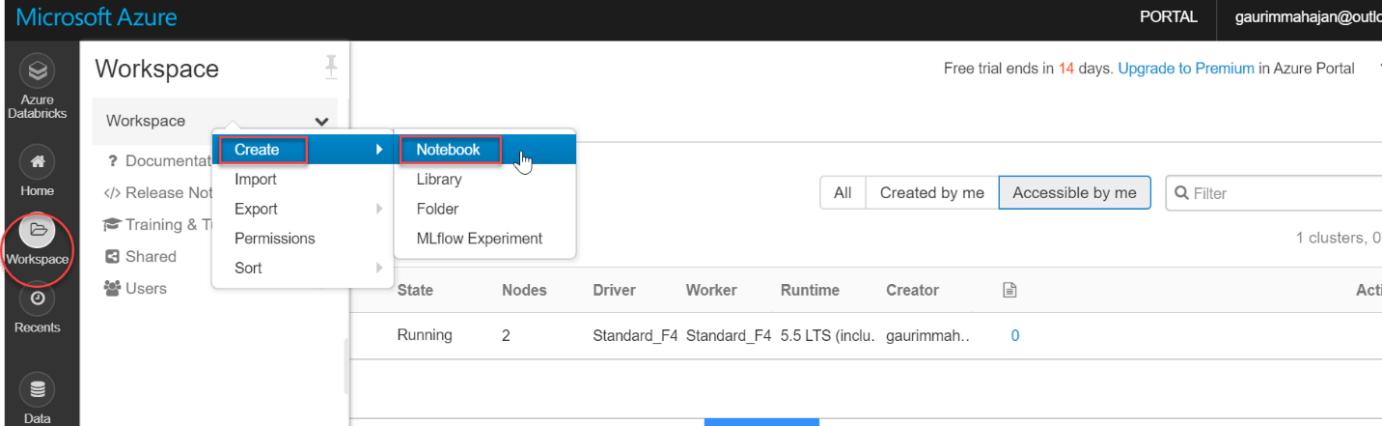 Microsoft Azure
PORTAL
gaurimmahajan@outlo
Azure
Databricks
Home
Workspace
Recents
Data
Workspace
Workspace
? Documentat
</> Release Not
Training & T
Shared
Users
Create
Import
Export
Permissions
Sort
Notebook
Library
Folder
MLflow Experiment
Free trial ends in 14 days. Upgrade to Premium in Azure Portal
All Created by me Accessible by me Filter
1 clusters, 0
State Nodes Driver Worker Runtime Creator Acti
Running 2 Standard_F4 Standard_F4 5.5 LTS (inclu. gaurimmah.. 0